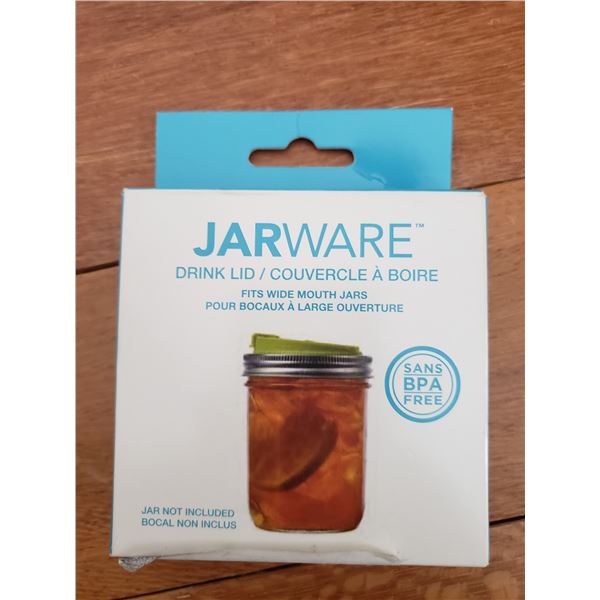 JARWARE™
DRINK LID / COUVERCLE À BOIRE
FITS WIDE MOUTH JARS
POUR BOCAUX À LARGE OUVERTURE
SANS
BPA
FREE
JAR NOT INCLUDED
BOCAL NON INCLUS